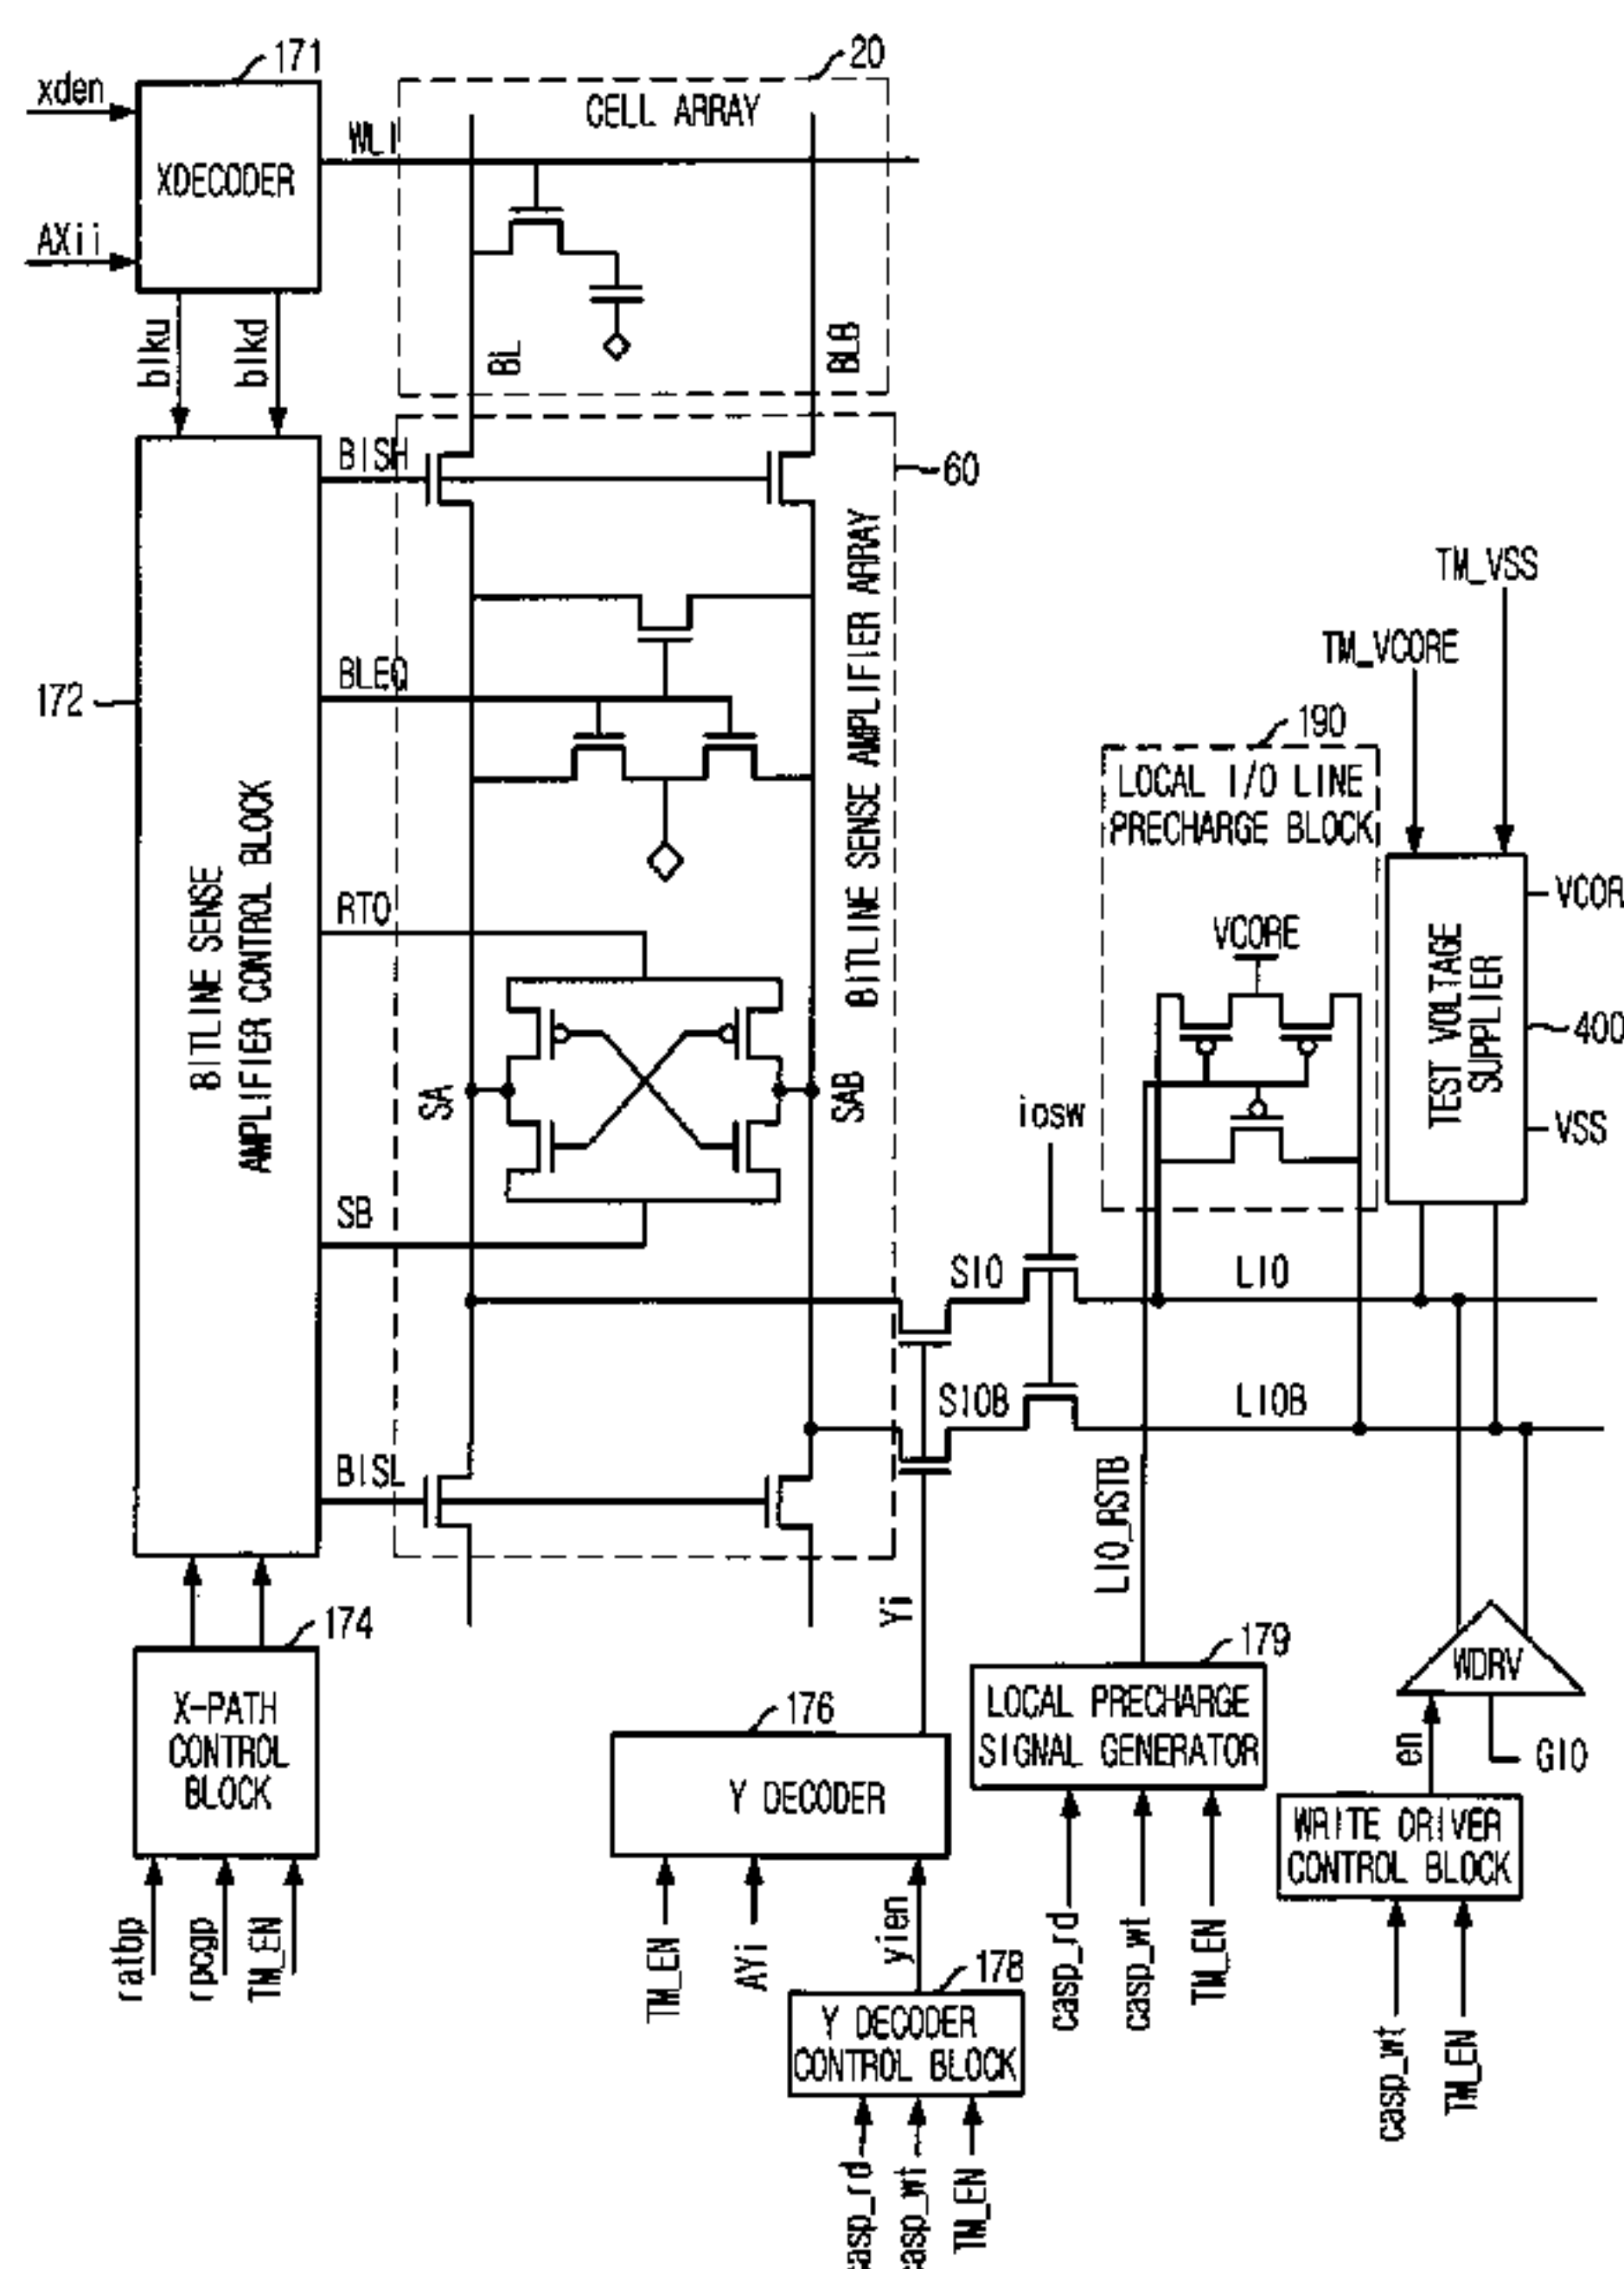 171
20
xden
CELL ARRAY
XDECODER
AXii
blku
blkd
BL
BLB
BISH
60
BITLINE SENSE AMPLIFIER ARRAY
TM_VSS
TM_VCORE
172
BLEQ
190
LOCAL I/O LINE
PRECHARGE BLOCK
BITLINE SENSE
AMPLIFIER CONTROL BLOCK
RTO
VCORE
VCOR
TEST VOLTAGE
SUPPLIER
400
SA
SAB
iosw
VSS
SB
SIO
LIO
SIOB
LIOB
BISL
LIO_RSTB
Yi
174
X-PATH
CONTROL
BLOCK
176
Y DECODER
179
LOCAL PRECHARGE
SIGNAL GENERATOR
WDRV
en
GIO
WRITE DRIVER
CONTROL BLOCK
ratbp
rpcgp
TM_EN
TM_EN
AYi
yien
178
Y DECODER
CONTROL BLOCK
casp_rd
casp_wt
TM_EN
casp_wt
TM_EN
casp_rd
casp_wt
TM_EN